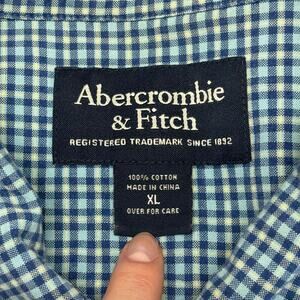 Abercrombie
& Fitch
REGISTERED TRADEMARK SINCE 1892
100% COTTON
MADE IN CHINA
XL
OVER FOR CARE